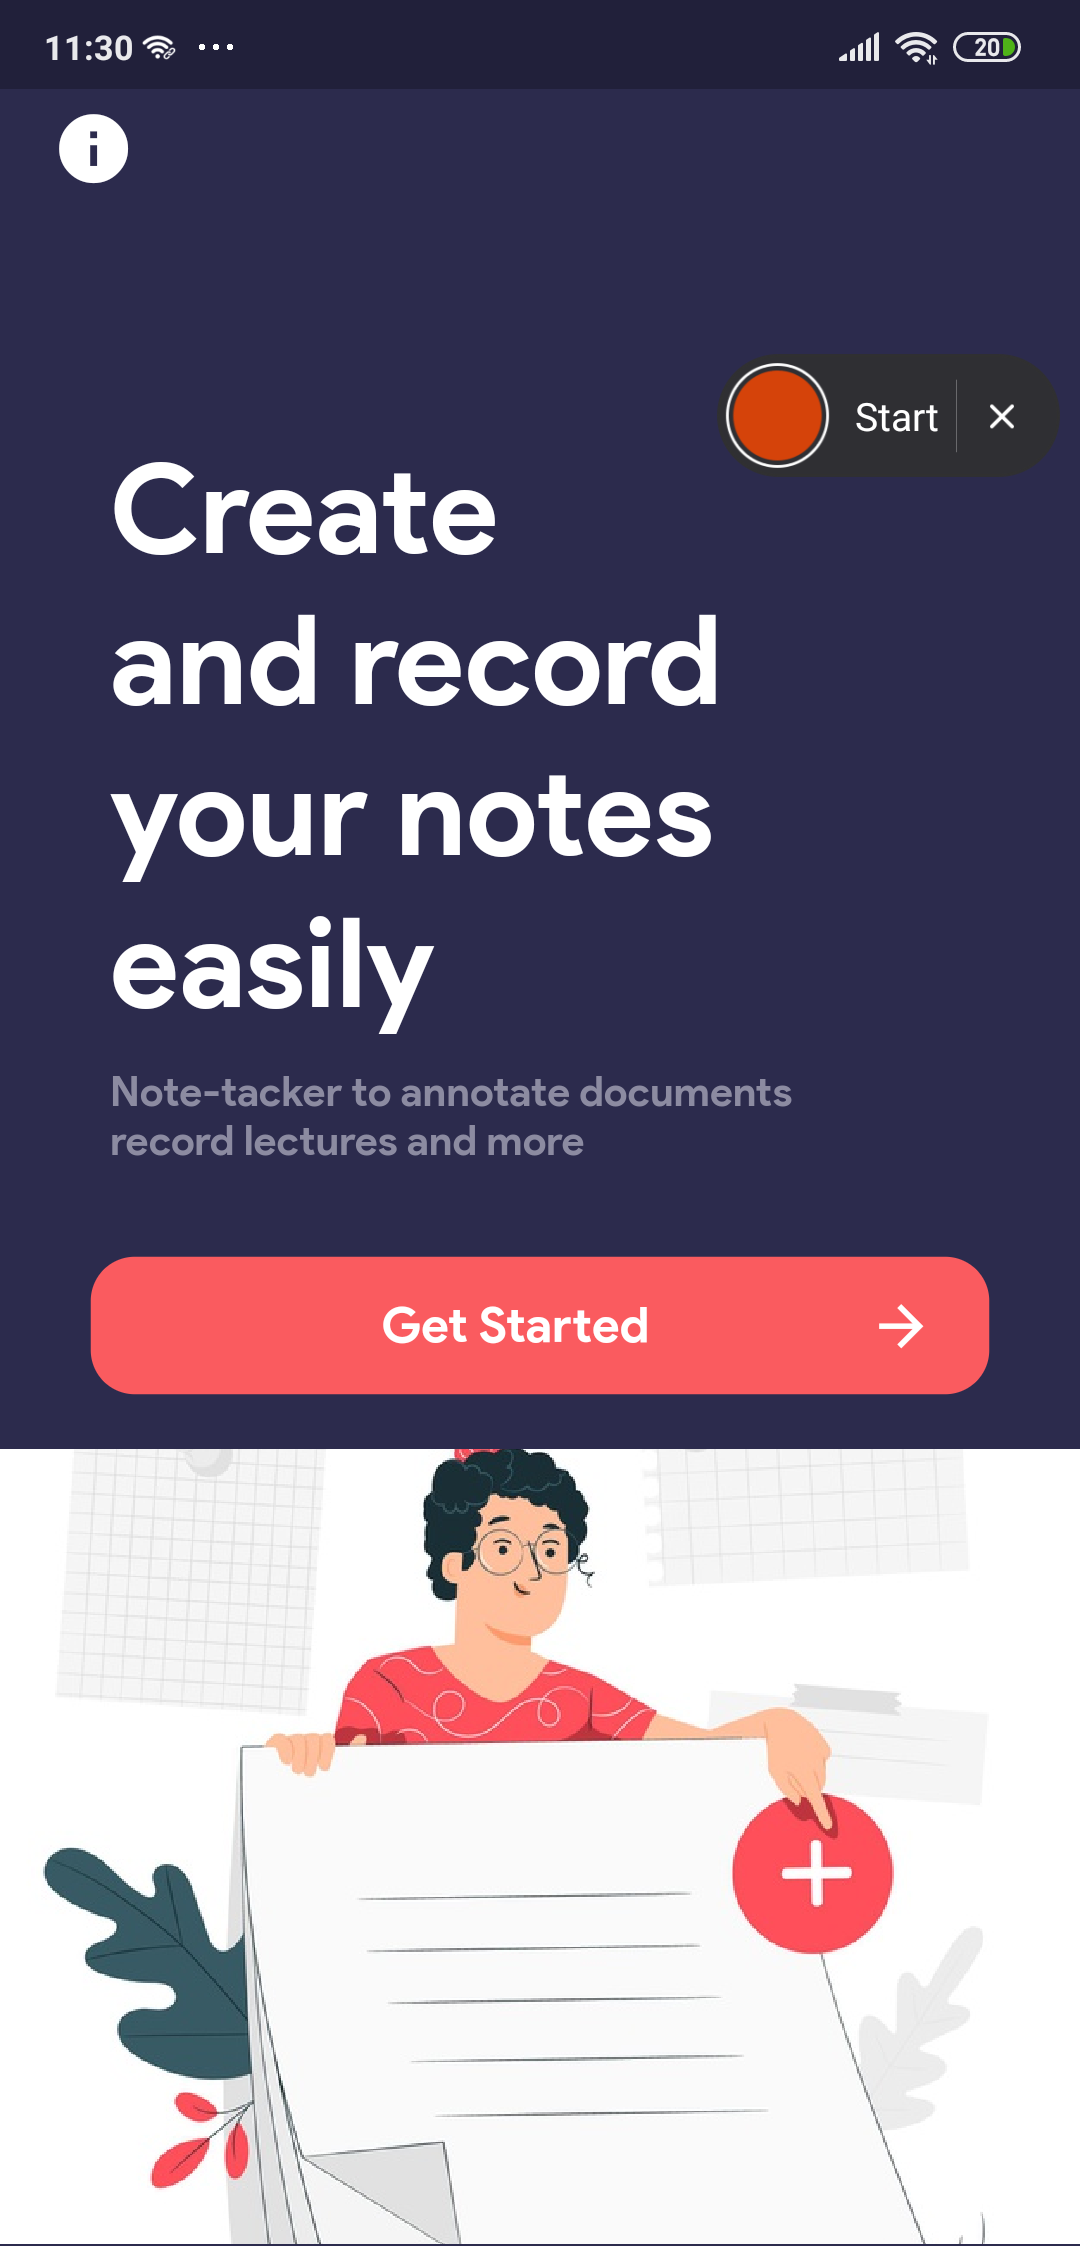 11:30
20
Start
Create
and record
your notes
easily
Note-tacker to annotate documents
record lectures and more
Get Started